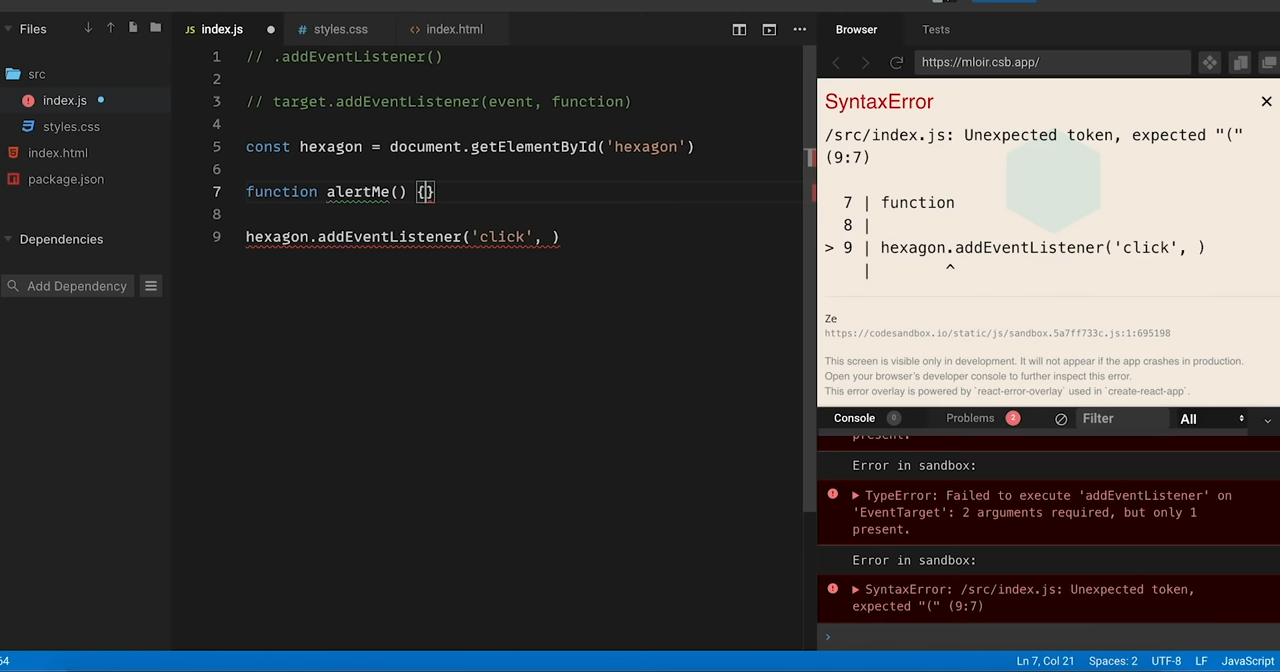 Files
JS index.js
# styles.css
<> index.html
Browser
Tests
https://mloir.csb.app/
src
index.js
styles.css
index.html
package.json
Dependencies
Add Dependency
1 // .addEventListener()
2
3 // target.addEventListener(event, function)
4
5 const hexagon = document.getElementById('hexagon')
6
7 function alertMe() {}
8
9 hexagon.addEventListener('click', )
SyntaxError
/src/index.js: Unexpected token, expected "("
(9:7)
7 | function
8 |
> 9 | hexagon.addEventListener('click', )
| ^
Ze
https://codesandbox.io/static/js/sandbox.5a7ff733c.js:1:695198
This screen is visible only in development. It will not appear if the app crashes in production.
Open your browser's developer console to further inspect this error.
This error overlay is powered by `react-error-overlay` used in `create-react-app`.
Console 0 Problems 2 Filter All
present.
Error in sandbox:
TypeError: Failed to execute 'addEventListener' on
'EventTarget': 2 arguments required, but only 1
present.
Error in sandbox:
SyntaxError: /src/index.js: Unexpected token,
expected "(" (9:7)
›
64
Ln 7, Col 21 Spaces: 2 UTF-8 LF JavaScript